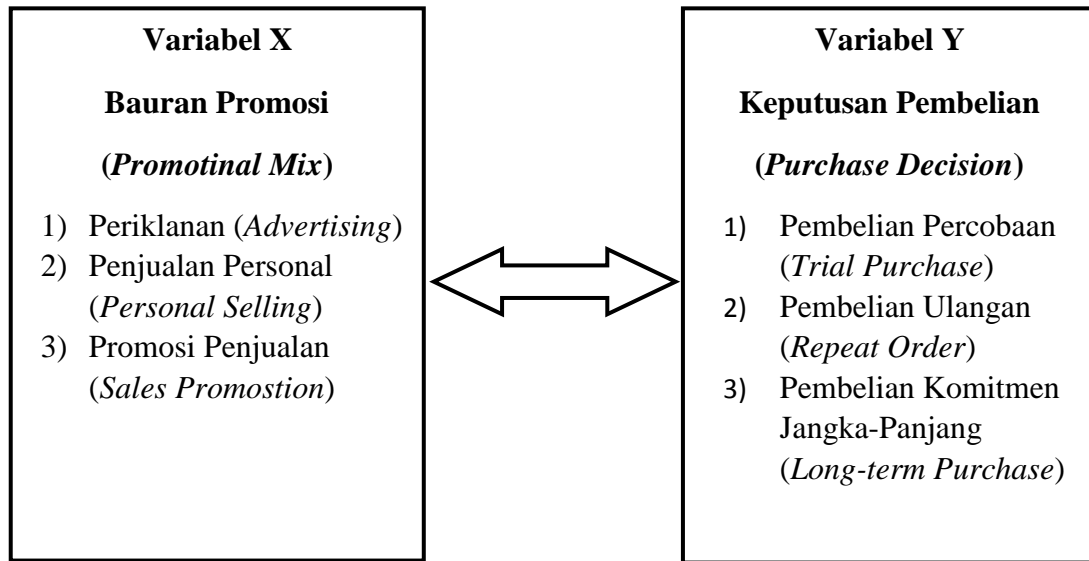 Variabel X
Bauran Promosi
(Promotinal Mix)
1) Periklanan (Advertising)
2) Penjualan Personal
(Personal Selling)
3) Promosi Penjualan
(Sales Promostion)
Variabel Y
Keputusan Pembelian
(Purchase Decision)
1) Pembelian Percobaan
(Trial Purchase)
2) Pembelian Ulangan
(Repeat Order)
3) Pembelian Komitmen
Jangka-Panjang
(Long-term Purchase)